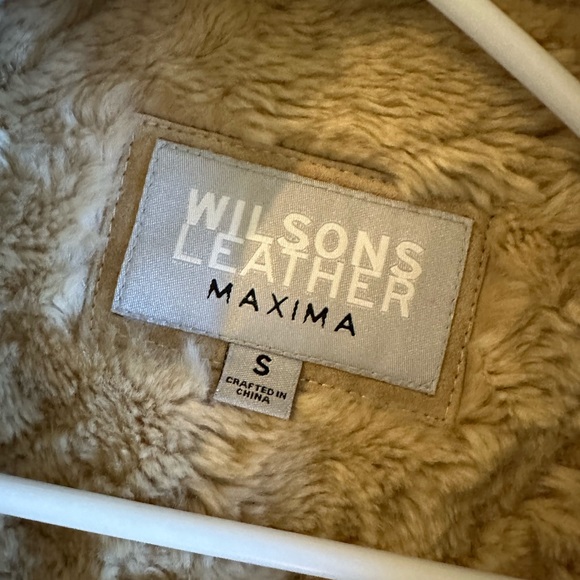 WILSONS
LEATHER
MAXIMA
S
CRAFTED IN
CHINA